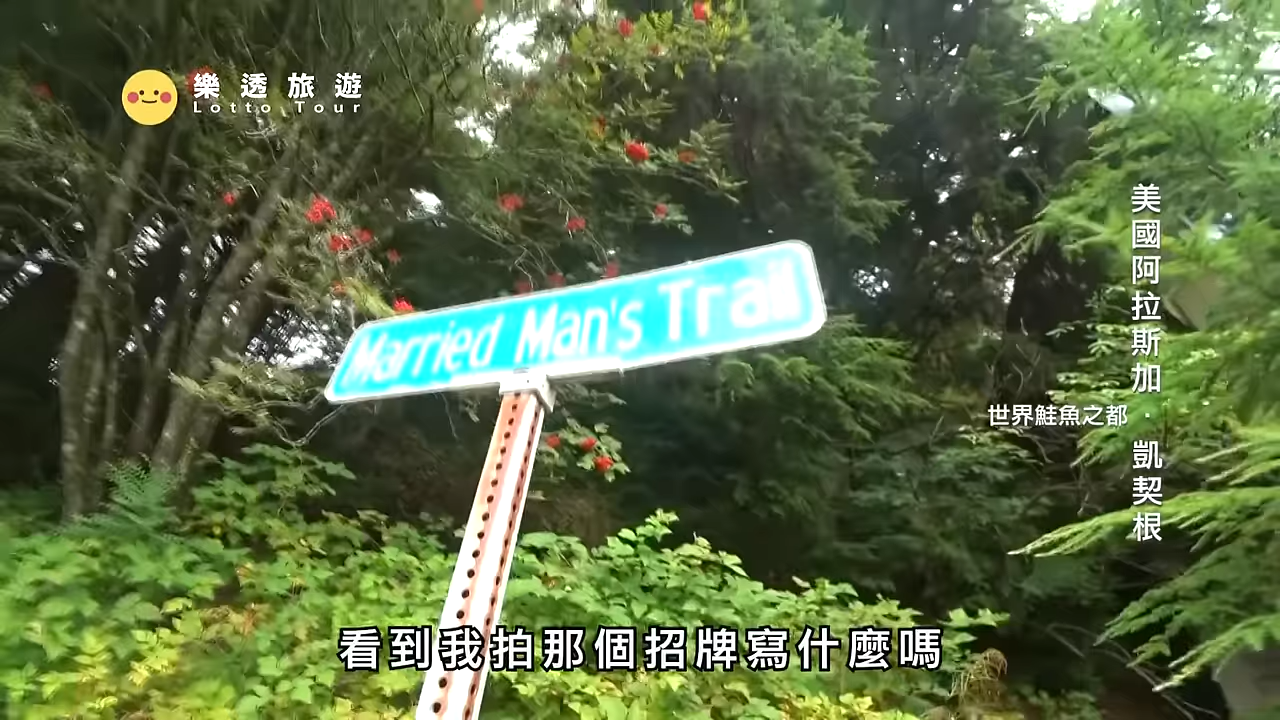 樂透旅遊
Lotto Tour
Married Man's Trail
美國阿拉斯加·凱契根
世界鮭魚之都
看到我拍那個招牌寫什麼嗎